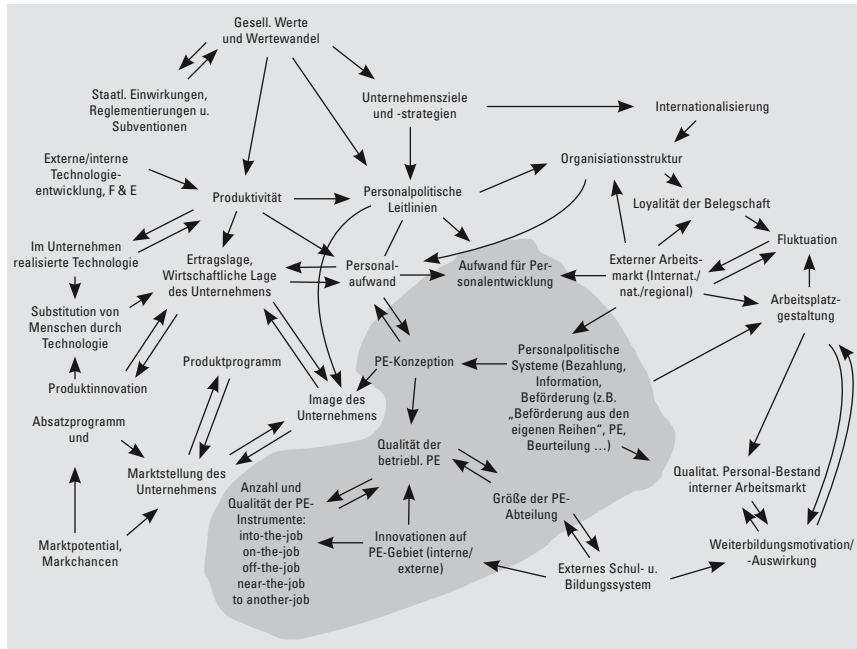 Gesell. Werte
und Wertewandel
Staatl. Einwirkungen,
Reglementierungen u.
Subventionen
Unternehmensziele
und -strategien
Internationalisierung
Externe/interne
Technologie-
entwicklung, F & E
Produktivität
Personalpolitische
Leitlinien
Organisiationsstruktur
Loyalität der Belegschaft
Fluktuation
Im Unternehmen
realisierte Technologie
Ertragslage,
Wirtschaftliche Lage
des Unternehmens
Personal-
aufwand
Aufwand für Per-
sonalentwicklung
Externer Arbeits-
markt (Internat./
nat./regional)
Arbeitsplatz-
gestaltung
Substitution von
Menschen durch
Technologie
Produktinnovation
Produktprogramm
Image des
Unternehmens
PE-Konzeption
Personalpolitische
Systeme (Bezahlung,
Information,
Beförderung (z.B.
„Beförderung aus den
eigenen Reihen“, PE,
Beurteilung …)
Absatzprogramm
und
Marktstellung des
Unternehmens
Qualität der
betriebl. PE
Qualitat. Personal-Bestand
interner Arbeitsmarkt
Anzahl und
Qualität der PE-
Instrumente:
into-the-job
on-the-job
off-the-job
near-the-job
to another-job
Größe der PE-
Abteilung
Marktpotential,
Markchancen
Innovationen auf
PE-Gebiet (interne/
externe)
Externes Schul- u.
Bildungssystem
Weiterbildungsmotivation/
-Auswirkung